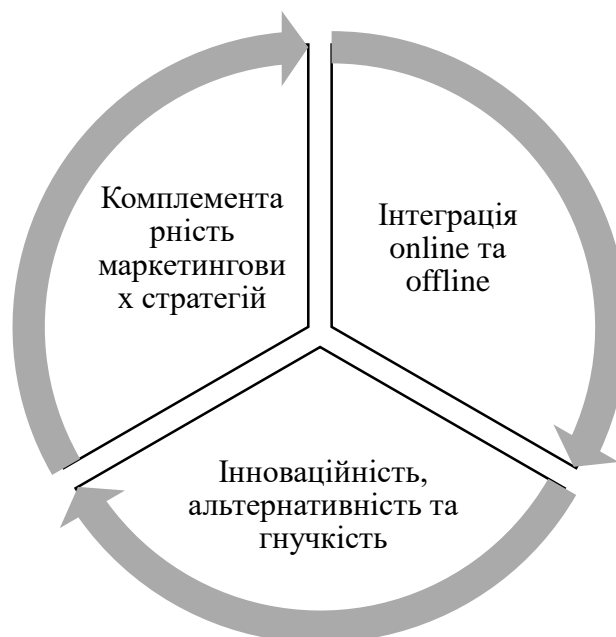 Комплемента
рність
маркетингови
х стратегій
Інтеграція
online та
offline
Інноваційність,
альтернативність та
гнучкість